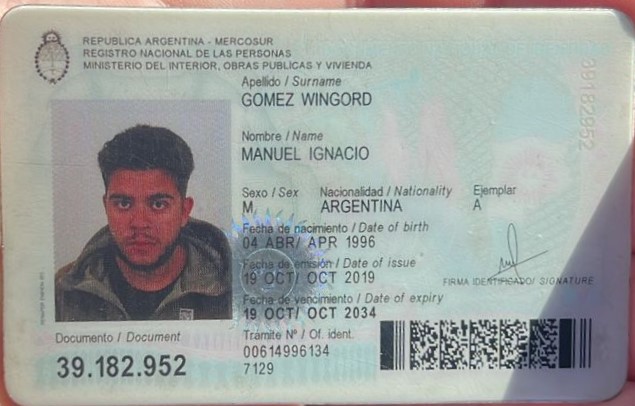 REPUBLICA ARGENTINA - MERCOSUR
REGISTRO NACIONAL DE LAS PERSONAS
MINISTERIO DEL INTERIOR, OBRAS PUBLICAS Y VIVIENDA
Apellido / Surname
GOMEZ WINGORD
Nombre / Name
MANUEL IGNACIO
Sexo / Sex Nacionalidad / Nationality Ejemplar
M ARGENTINA A
Fecha de nacimiento / Date of birth
04 ABR/ APR 1996
Fecha de emisión / Date of issue
19 OCT/ OCT 2019
FIRMA IDENTIFICADO/ SIGNATURE
Fecha de vencimiento / Date of expiry
19 OCT/ OCT 2034
Documento / Document
39.182.952
Tramite Nº / Of. ident.
00614996134
7129
39182952